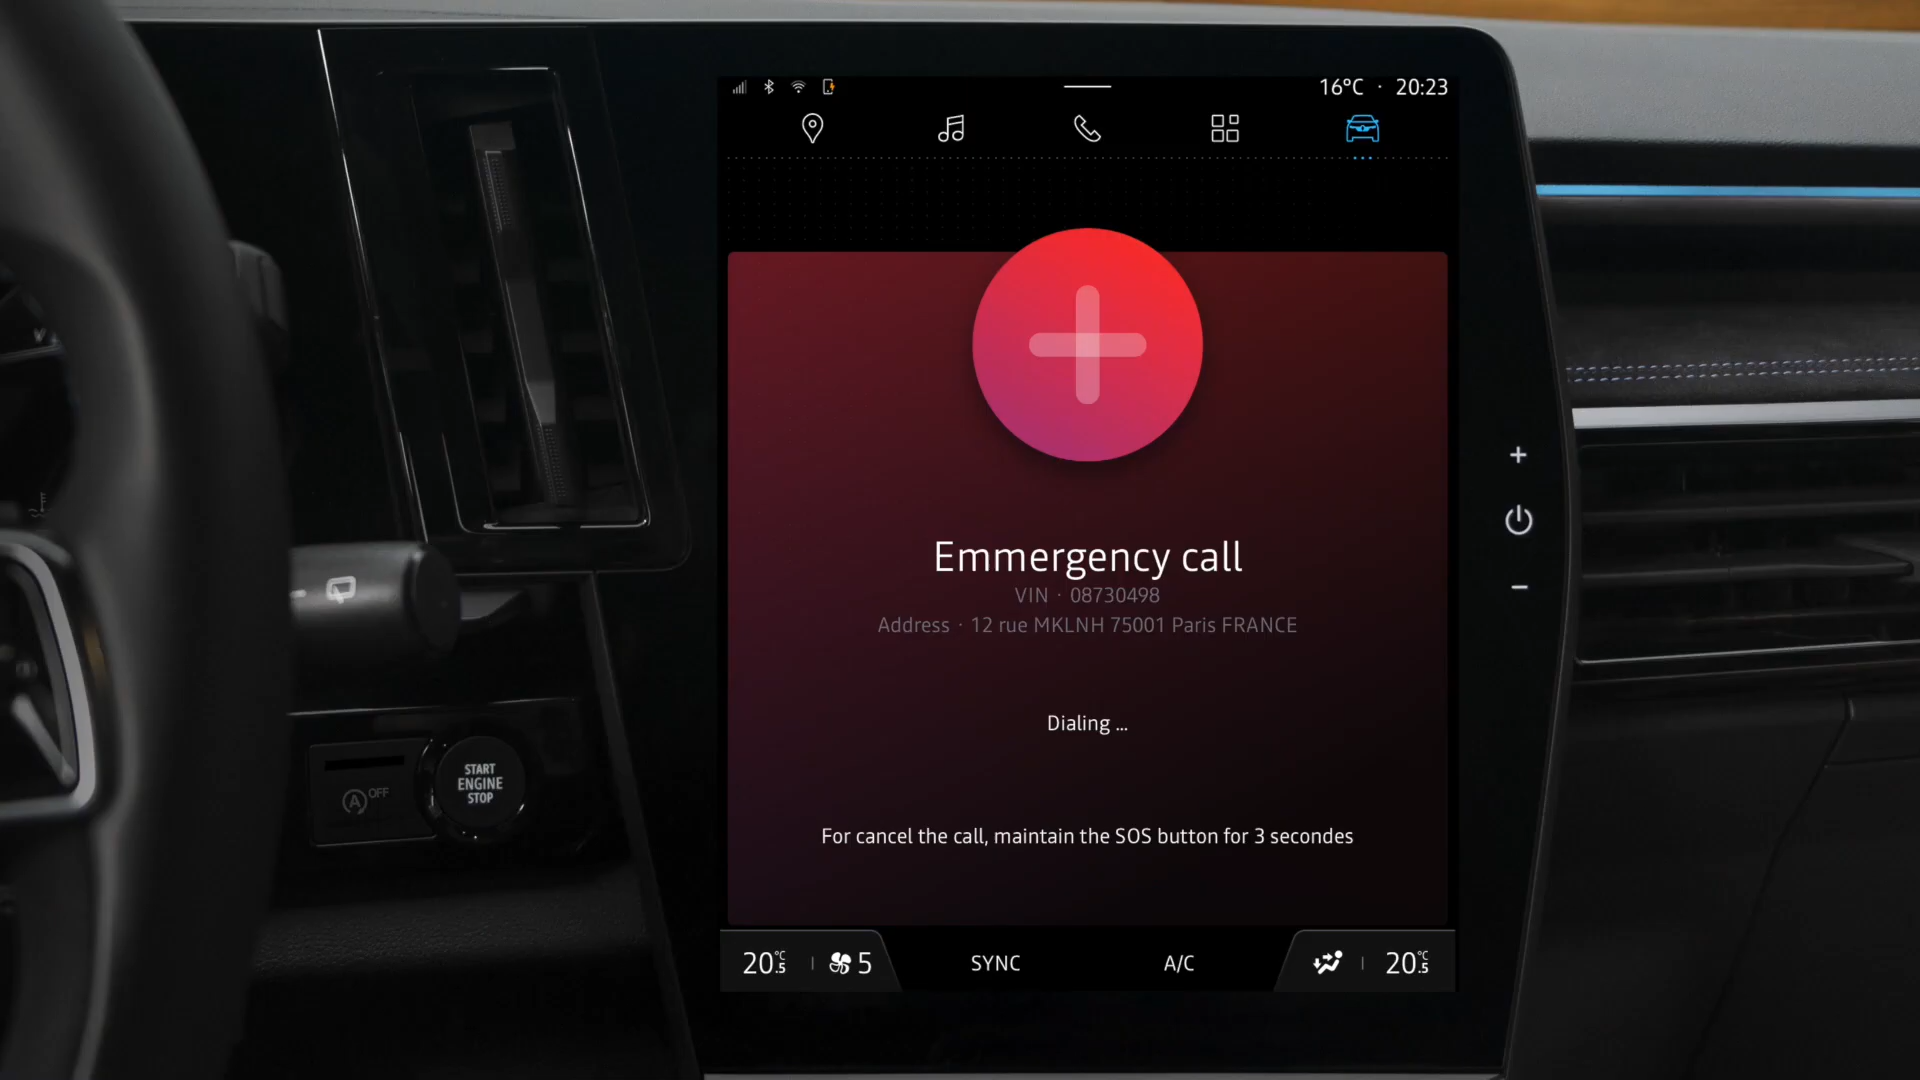 16°C · 20:23
Emmergency call
VIN · 08730498
Address · 12 rue MKLNH 75001 Paris FRANCE
Dialing ...
For cancel the call, maintain the SOS button for 3 secondes
20.5°C
5
SYNC
A/C
20.5°C
A OFF
START
ENGINE
STOP